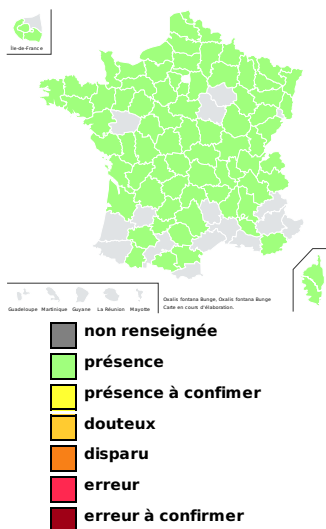 Île-de-France
Guadeloupe Martinique Guyane La Réunion Mayotte
Oxalis fontana Bunge, Oxalis fontana Bunge
Carte en cours d'élaboration.
non renseignée
présence
présence à confimer
douteux
disparu
erreur
erreur à confirmer